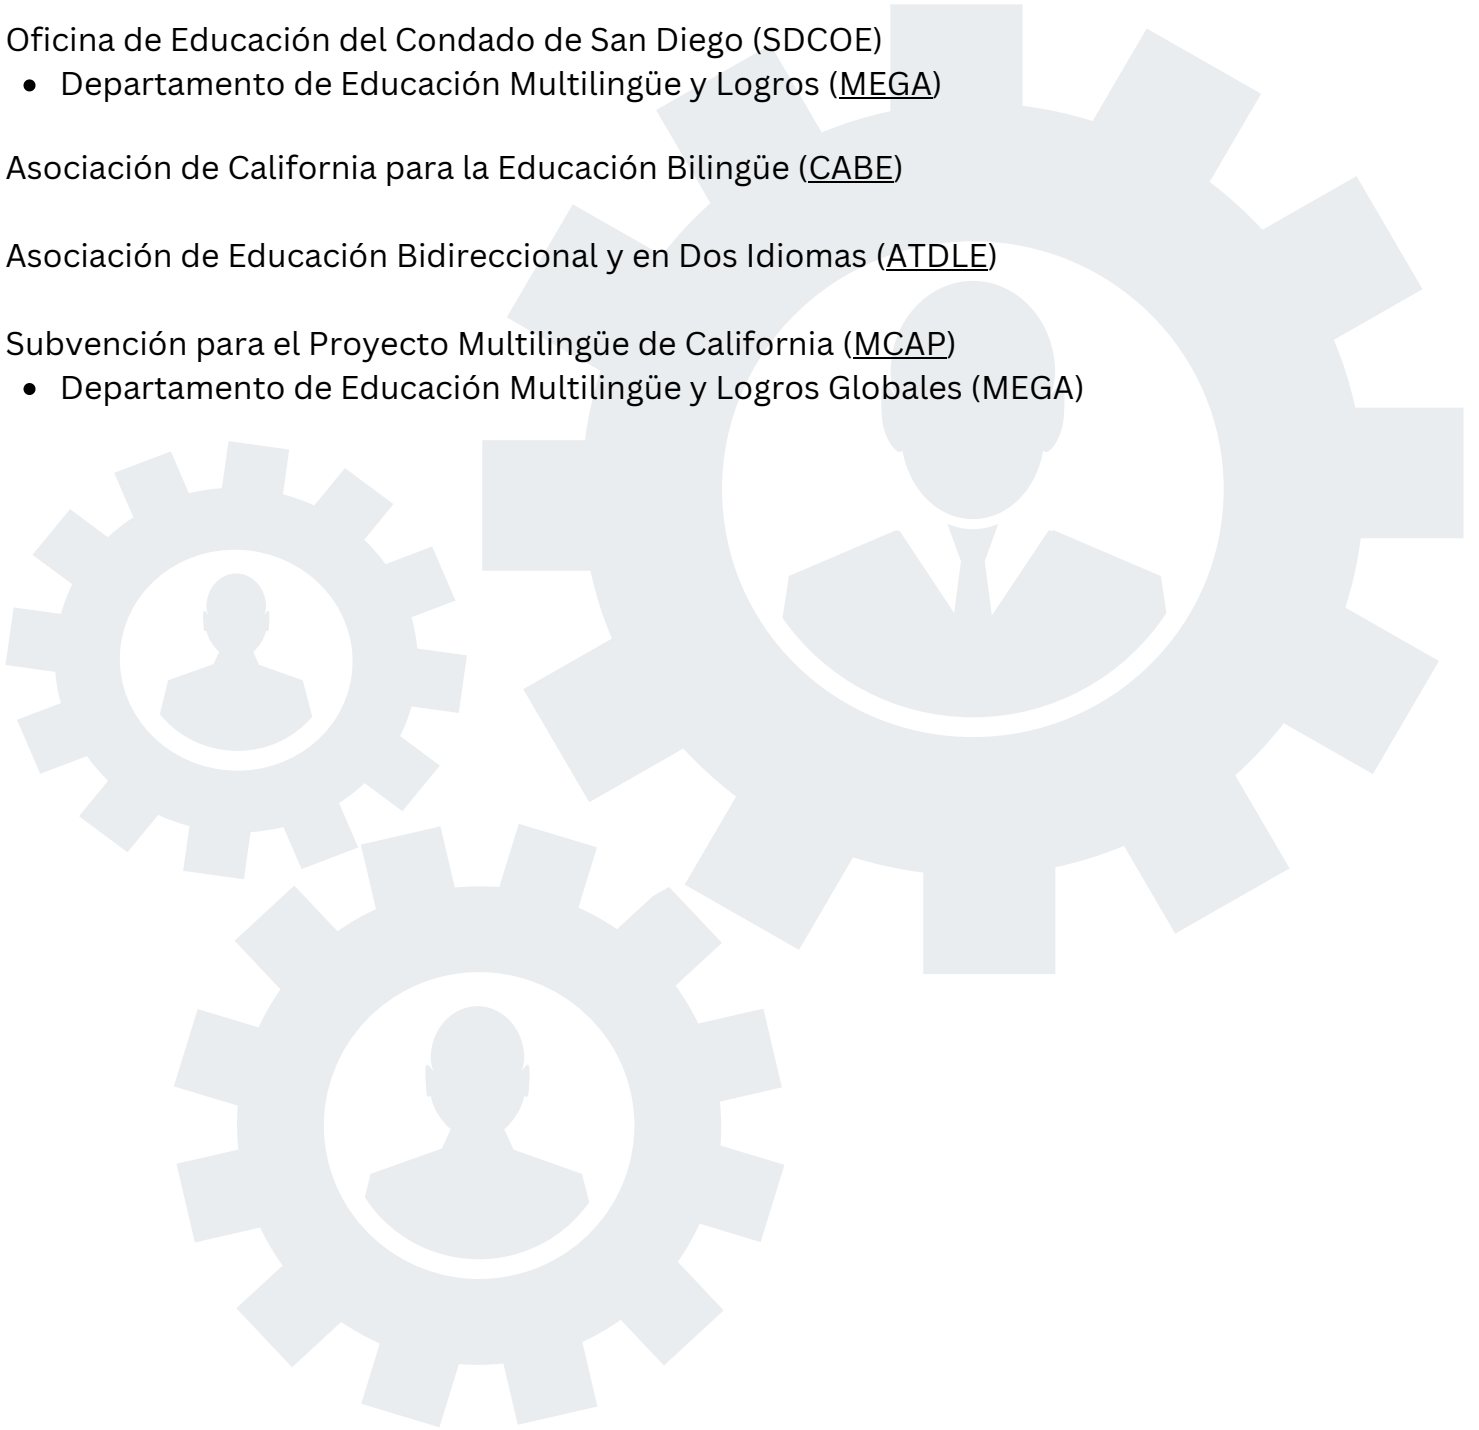 Oficina de Educación del Condado de San Diego (SDCOE)
• Departamento de Educación Multilingüe y Logros (MEGA)
Asociación de California para la Educación Bilingüe (CABE)
Asociación de Educación Bidireccional y en Dos Idiomas (ATDLE)
Subvención para el Proyecto Multilingüe de California (MCAP)
• Departamento de Educación Multilingüe y Logros Globales (MEGA)